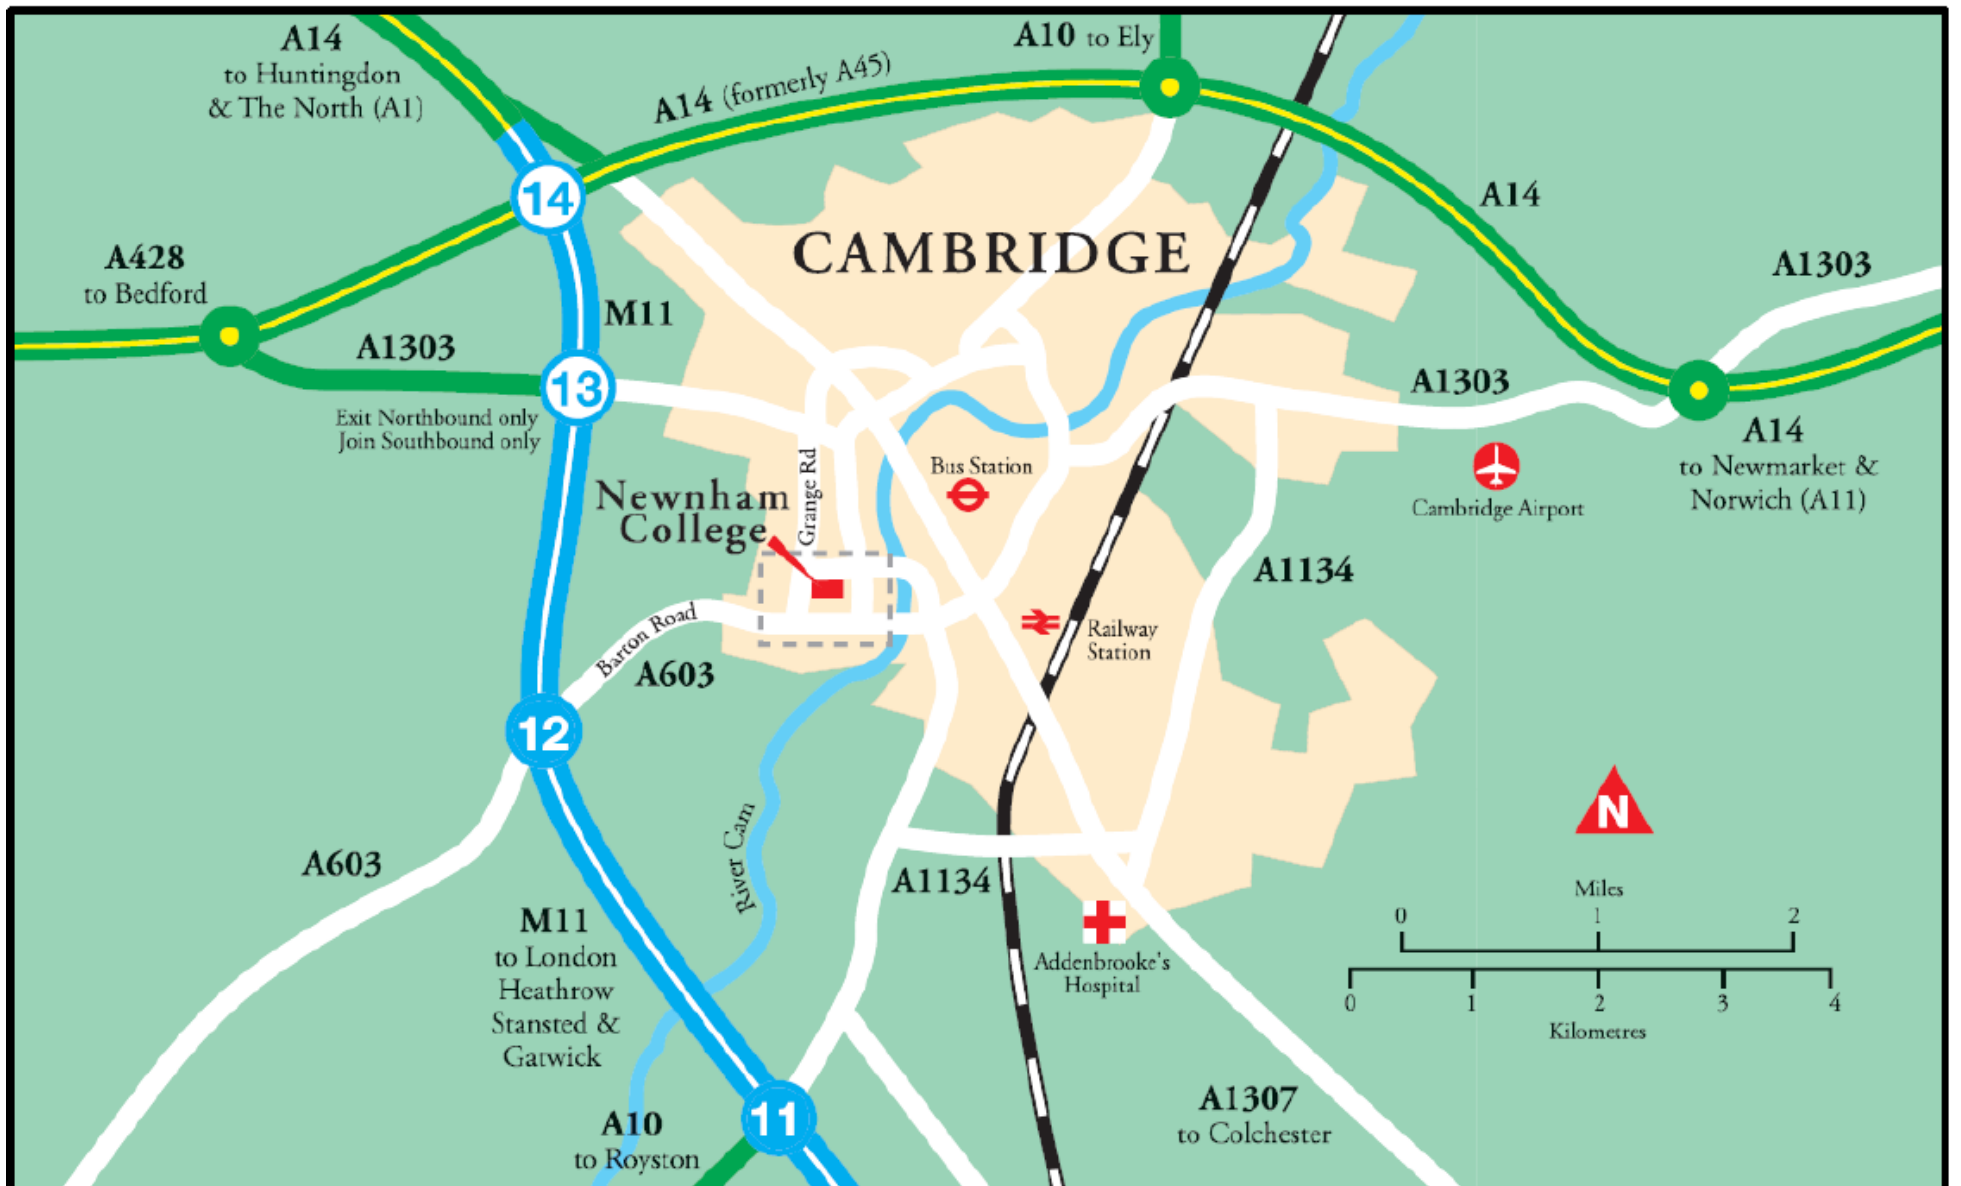 A14
to Huntingdon
& The North (A1)
A14 (formerly A45)
A10 to Ely
A14
A1303
CAMBRIDGE
A428
to Bedford
14
M11
A1303
13
Exit Northbound only
Join Southbound only
A1303
A14
to Newmarket &
Norwich (A11)
Cambridge Airport
Bus Station
Grange Rd
Newnham
College
A1134
Railway
Station
Barton Road
A603
12
River Cam
A603
A1134
N
M11
to London
Heathrow
Stansted &
Gatwick
Addenbrooke's
Hospital
Miles
0 1 2
0 1 2 3 4
Kilometres
11
A10
to Royston
A1307
to Colchester